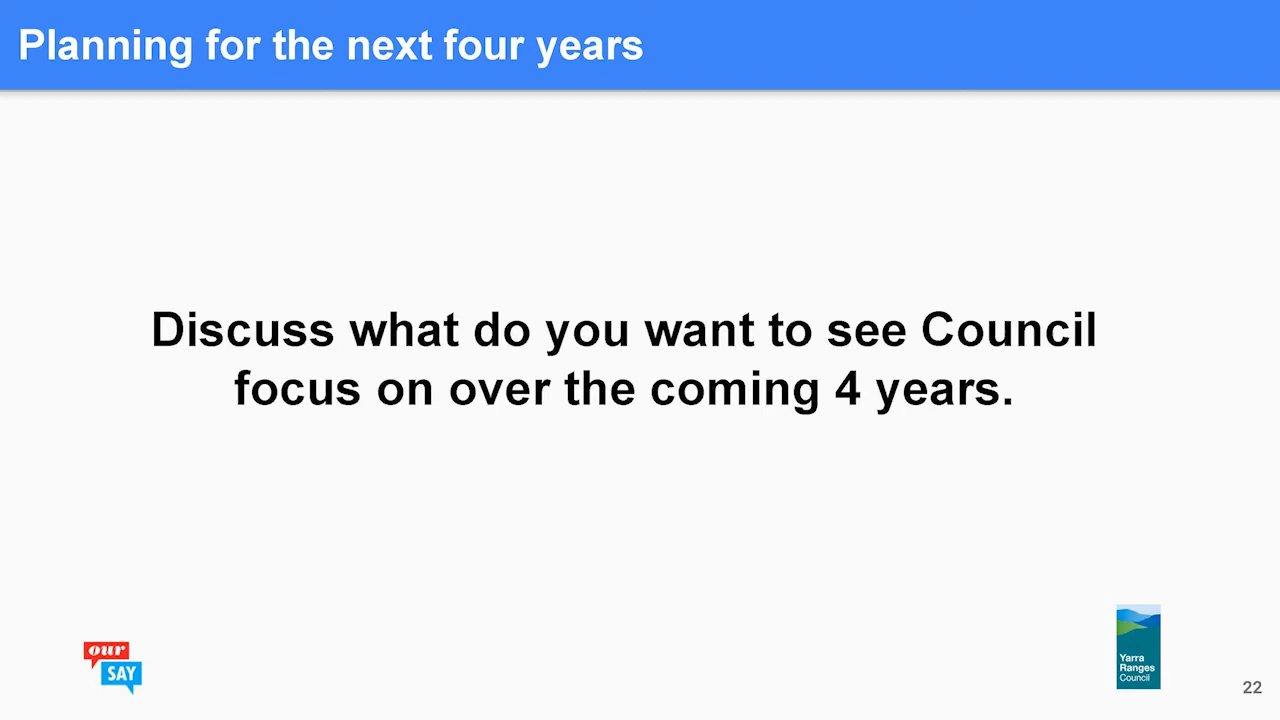 Planning for the next four years
Discuss what do you want to see Council
focus on over the coming 4 years.
our
SAY
Yarra
Ranges
Council
22